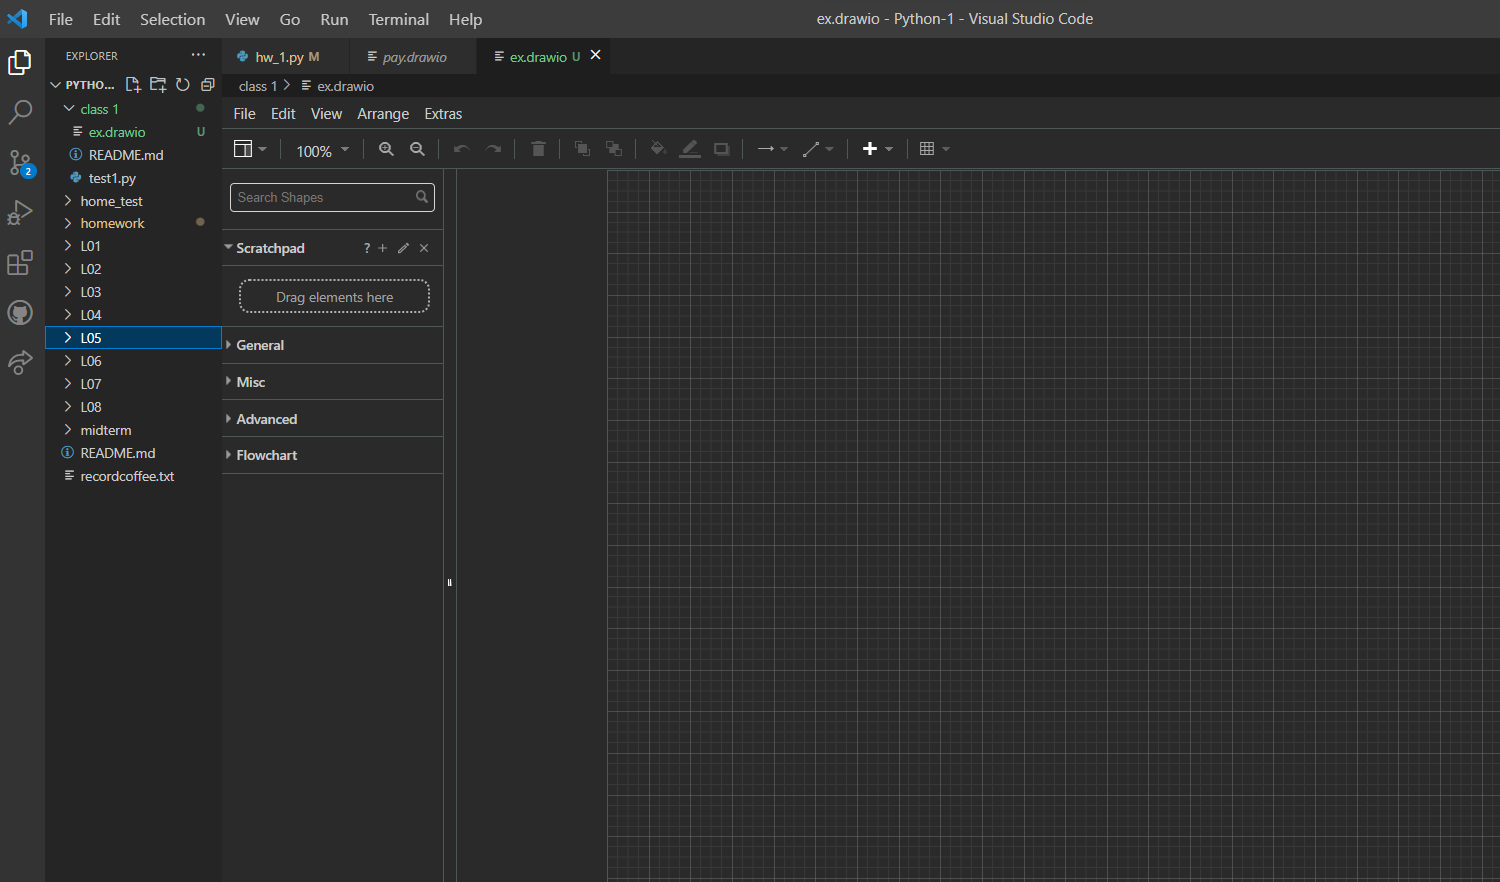 File Edit Selection View Go Run Terminal Help
ex.drawio - Python-1 - Visual Studio Code
EXPLORER
PYTHO...
class 1
ex.drawio U
README.md
test1.py
home_test
homework
L01
L02
L03
L04
L05
L06
L07
L08
midterm
README.md
recordcoffee.txt
2
hw_1.py M
pay.drawio
ex.drawio U
class 1 > ex.drawio
File Edit View Arrange Extras
100%
Search Shapes
Scratchpad ?
Drag elements here
General
Misc
Advanced
Flowchart